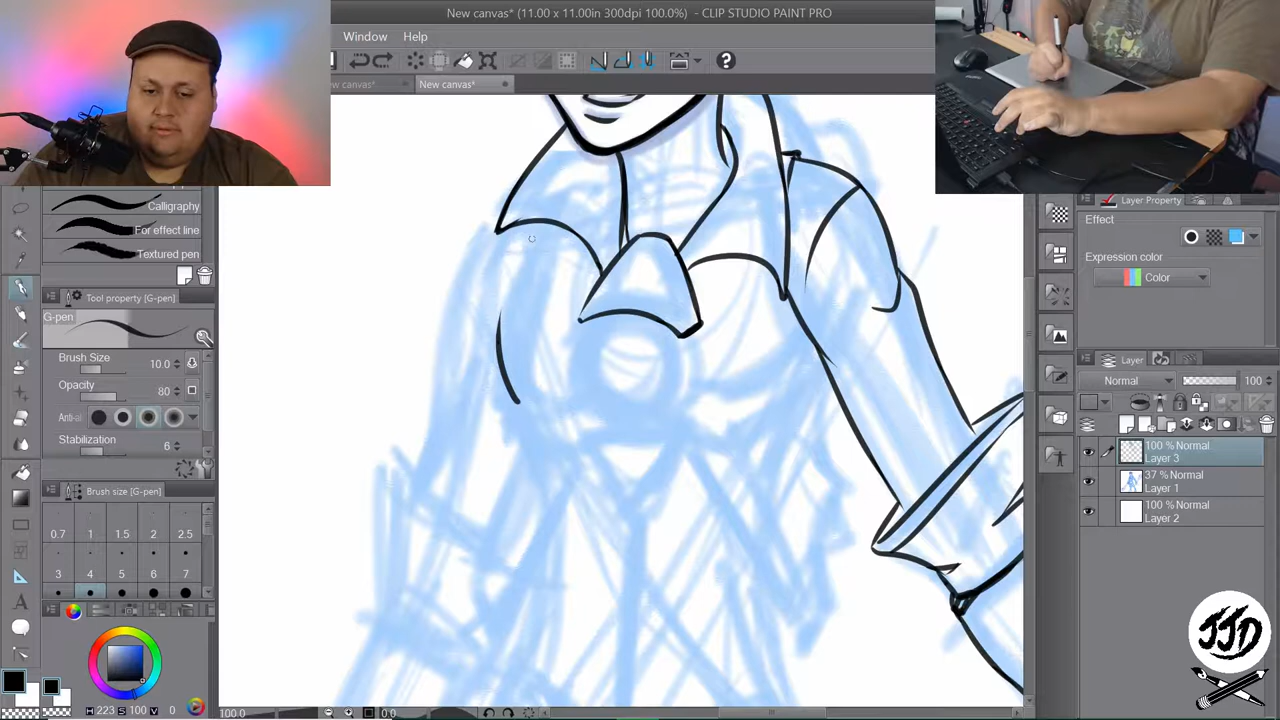 New canvas* (11.00 x 11.00in 300dpi 100.0%) - CLIP STUDIO PAINT PRO
Window Help
New canvas*
Calligraphy
For effect line
Textured pen
Tool property [G-pen]
G-pen
Brush Size 10.0
Opacity 80
Stabilization 6
Brush size [G-pen]
0.7 1 1.5 2 2.5
3 4 5 6 7
H 223 S 100 V 0
100.0 0.0
Layer Property
Effect
Expression color
Color
Layer
Normal 100
100 % Normal
Layer 3
37 % Normal
Layer 1
100 % Normal
Layer 2
JJD